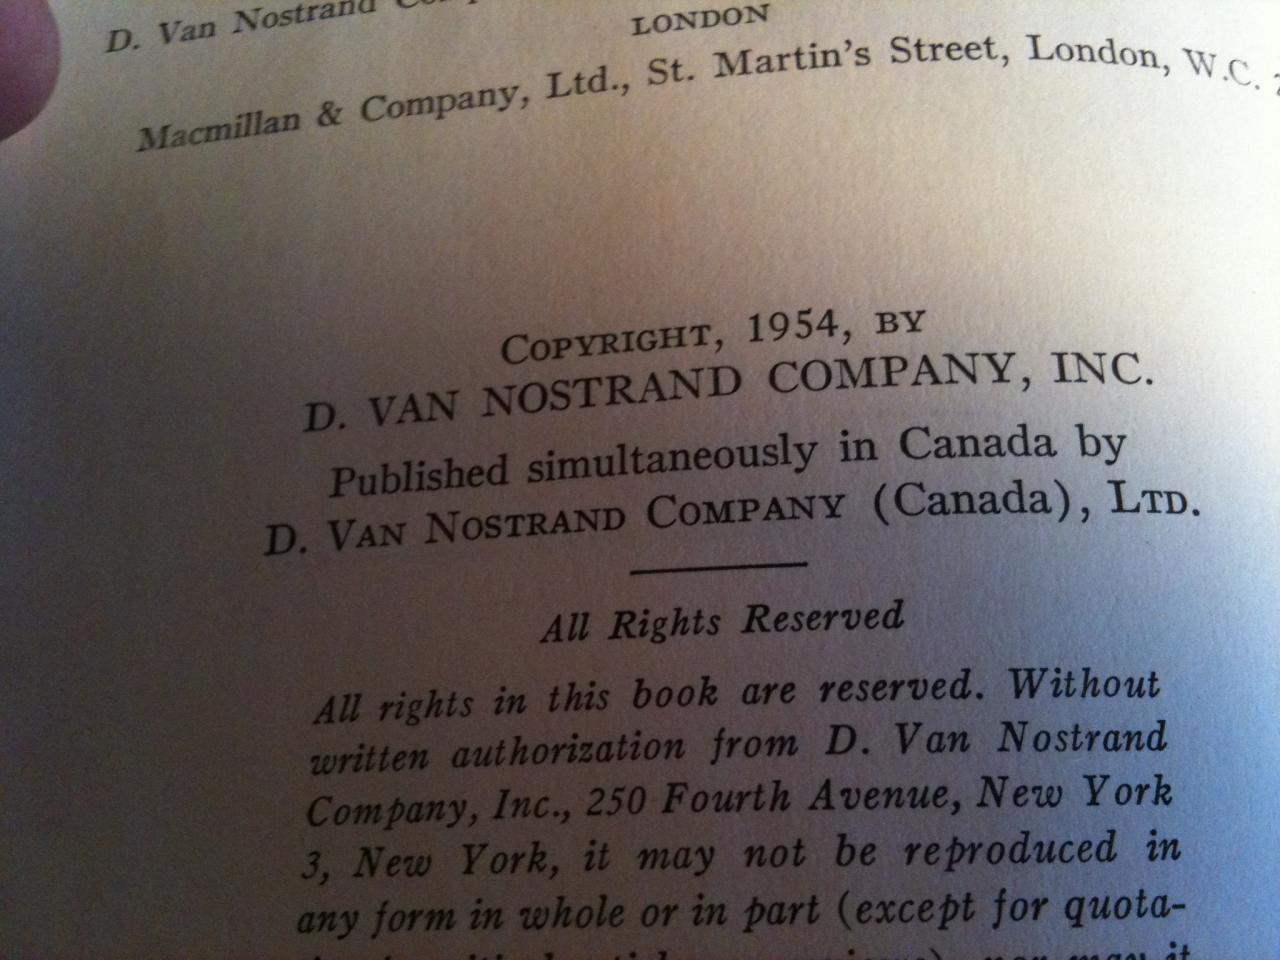 D. Van Nostrand
LONDON
Macmillan & Company, Ltd., St. Martin's Street, London, W.C.
COPYRIGHT, 1954, BY
D. VAN NOSTRAND COMPANY, INC.
Published simultaneously in Canada by
D. VAN NOSTRAND COMPANY (Canada), LTD.
All Rights Reserved
All rights in this book are reserved. Without
written authorization from D. Van Nostrand
Company, Inc., 250 Fourth Avenue, New York
3, New York, it may not be reproduced in
any form in whole or in part (except for quota-
may it